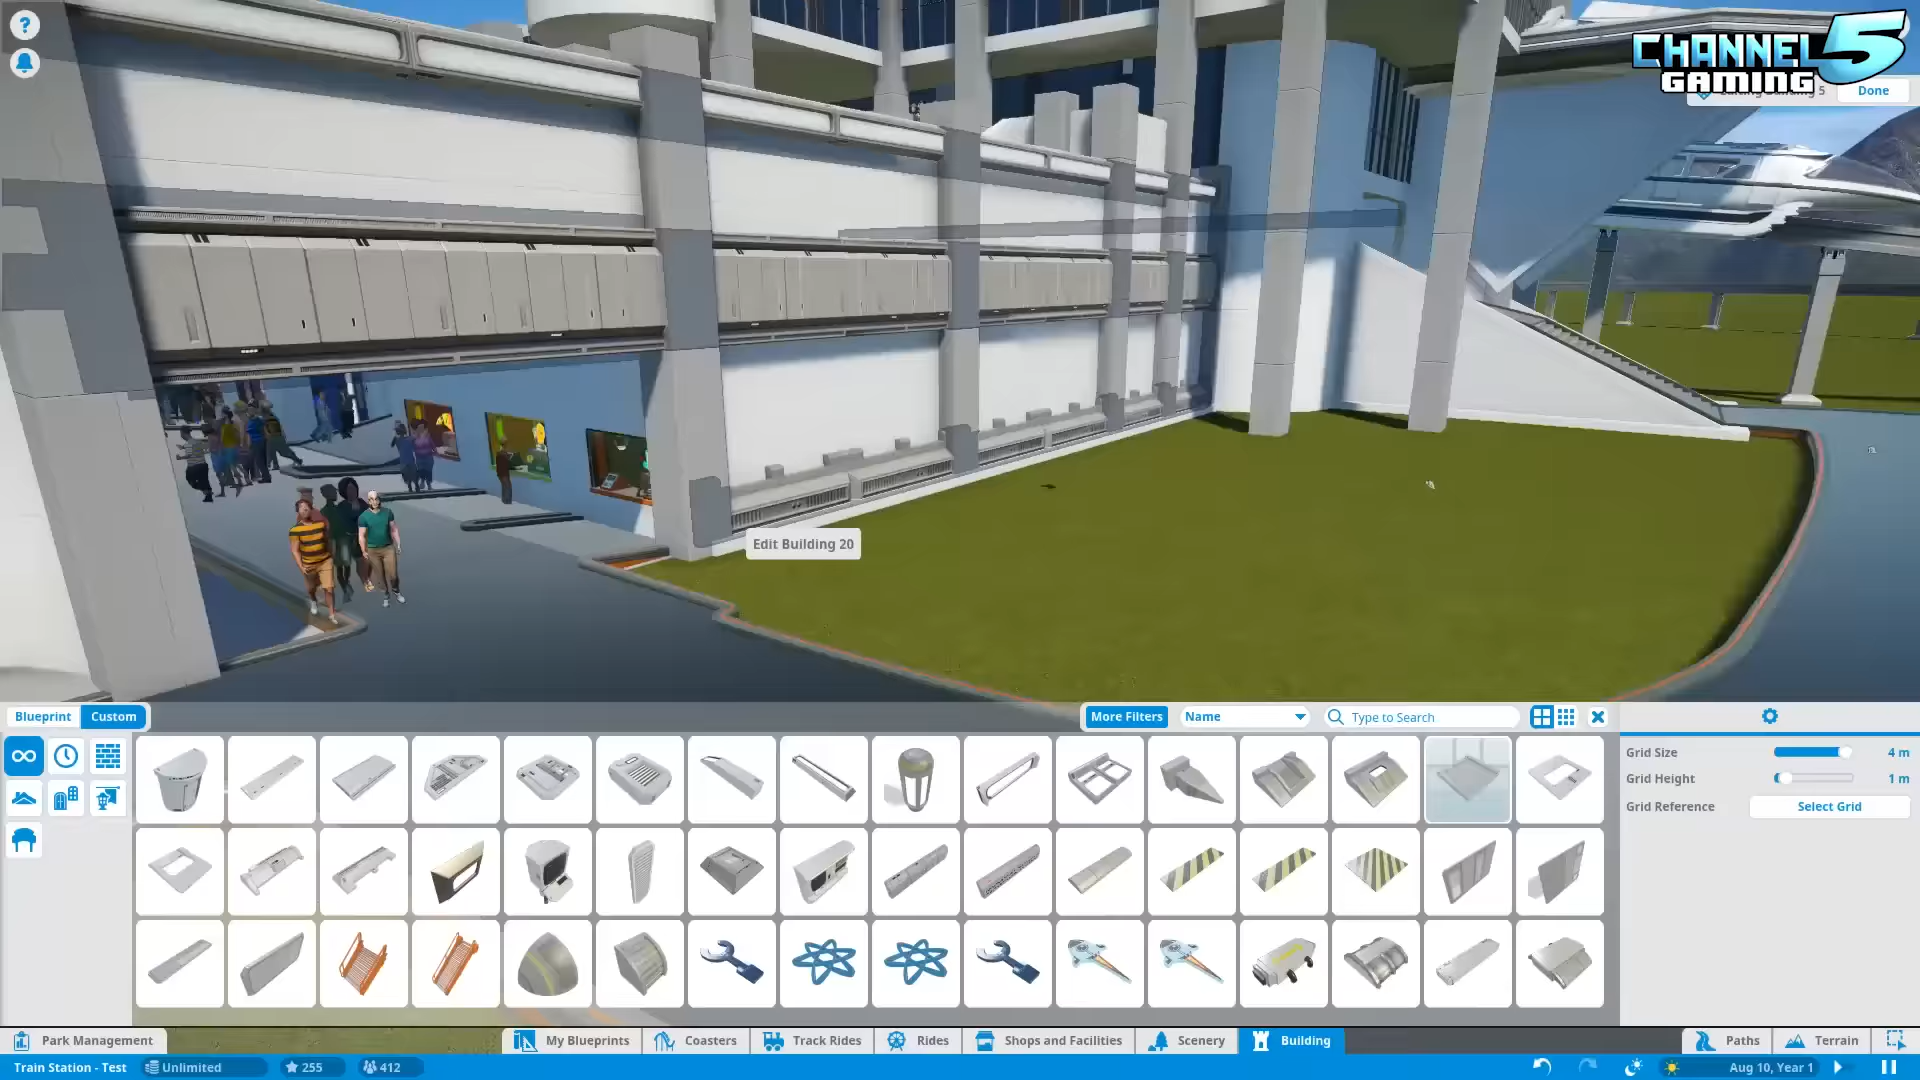 ?
CHANNEL 5
GAMING
5
Done
Edit Building 20
Blueprint
Custom
More Filters
Name
Type to Search
Grid Size
4 m
Grid Height
1 m
Grid Reference
Select Grid
Park Management
My Blueprints
Coasters
Track Rides
Rides
Shops and Facilities
Scenery
Building
Paths
Terrain
Train Station - Test
Unlimited
255
412
Aug 10, Year 1